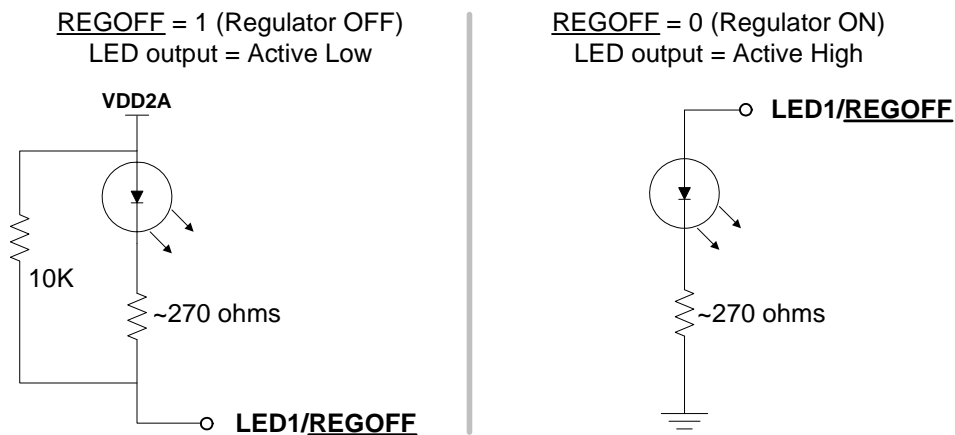 REGOFF = 1 (Regulator OFF)
LED output = Active Low
VDD2A
10K
~270 ohms
LED1/REGOFF
REGOFF = 0 (Regulator ON)
LED output = Active High
LED1/REGOFF
~270 ohms